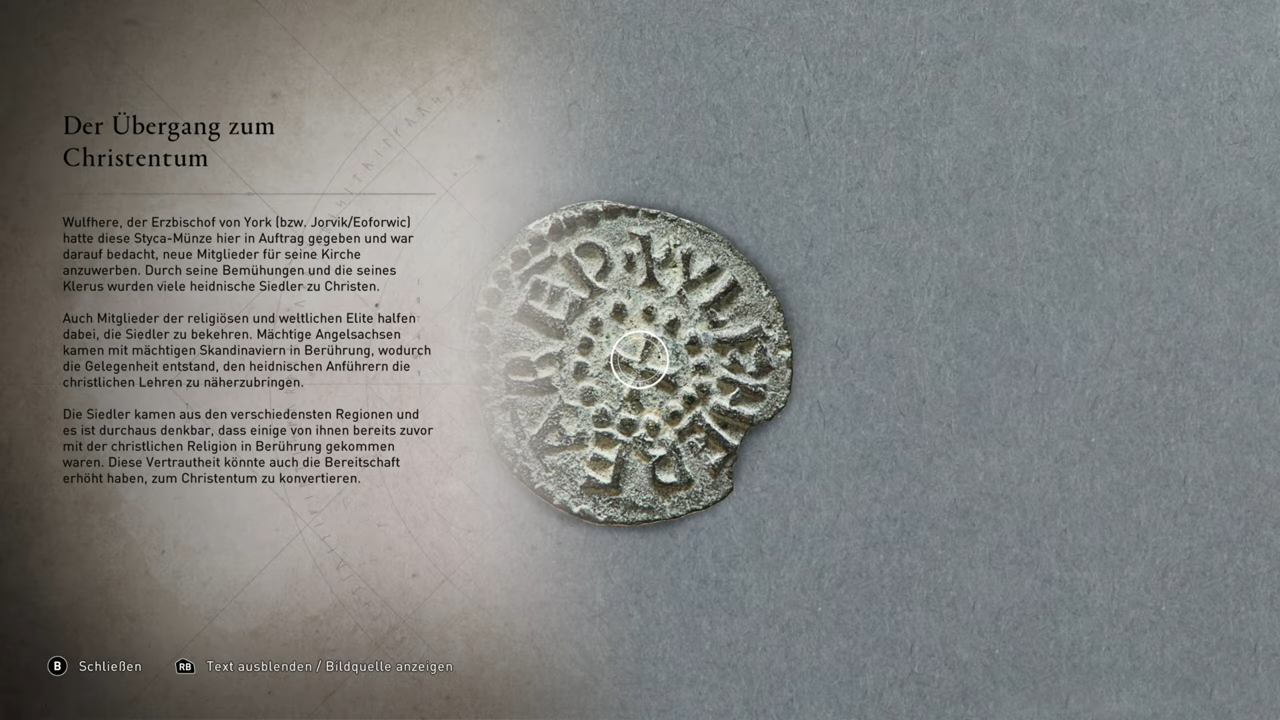 Der Übergang zum
Christentum
Wulfhere, der Erzbischof von York (bzw. Jorvik/Eoforwic)
hatte diese Styca-Münze hier in Auftrag gegeben und war
darauf bedacht, neue Mitglieder für seine Kirche
anzuwerben. Durch seine Bemühungen und die seines
Klerus wurden viele heidnische Siedler zu Christen.
Auch Mitglieder der religiösen und weltlichen Elite halfen
dabei, die Siedler zu bekehren. Mächtige Angelsachsen
kamen mit mächtigen Skandinaviern in Berührung, wodurch
die Gelegenheit entstand, den heidnischen Anführern die
christlichen Lehren zu näherzubringen.
Die Siedler kamen aus den verschiedensten Regionen und
es ist durchaus denkbar, dass einige von ihnen bereits zuvor
mit der christlichen Religion in Berührung gekommen
waren. Diese Vertrautheit könnte auch die Bereitschaft
erhöht haben, zum Christentum zu konvertieren.
B Schließen
RB Text ausblenden / Bildquelle anzeigen